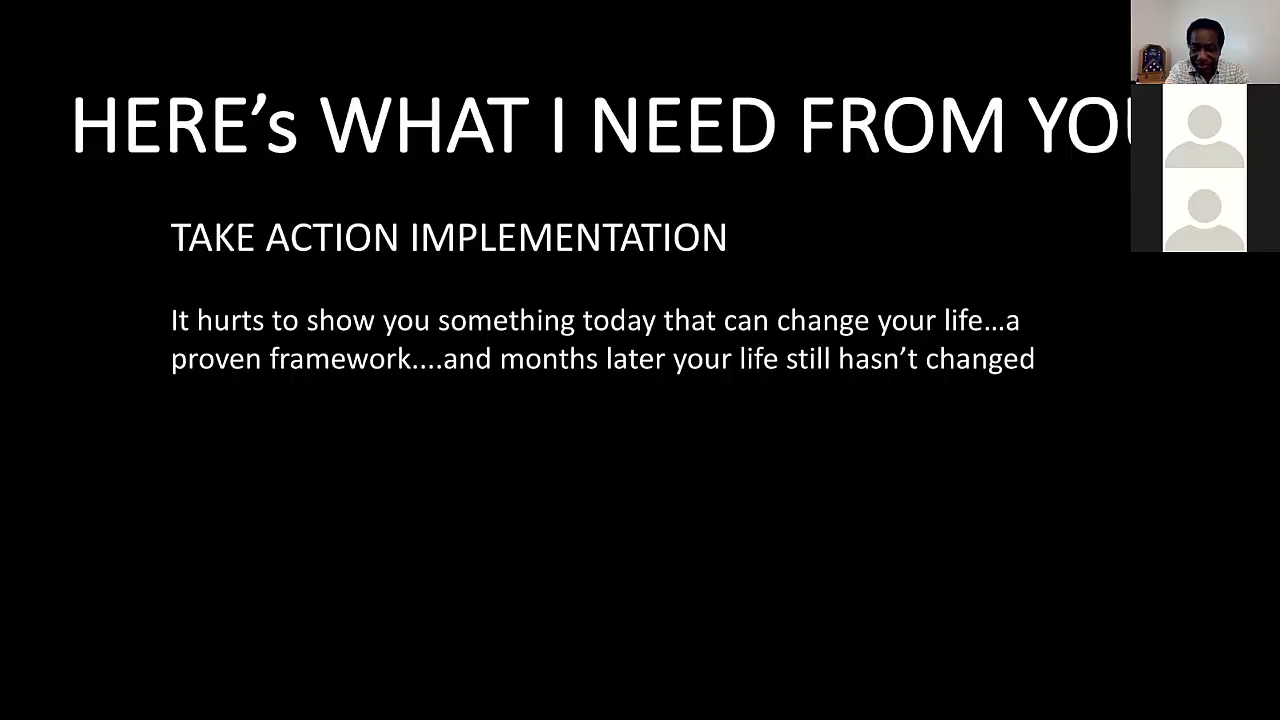 HERE’s WHAT I NEED FROM
TAKE ACTION IMPLEMENTATION
It hurts to show you something today that can change your life...a
proven framework....and months later your life still hasn’t changed